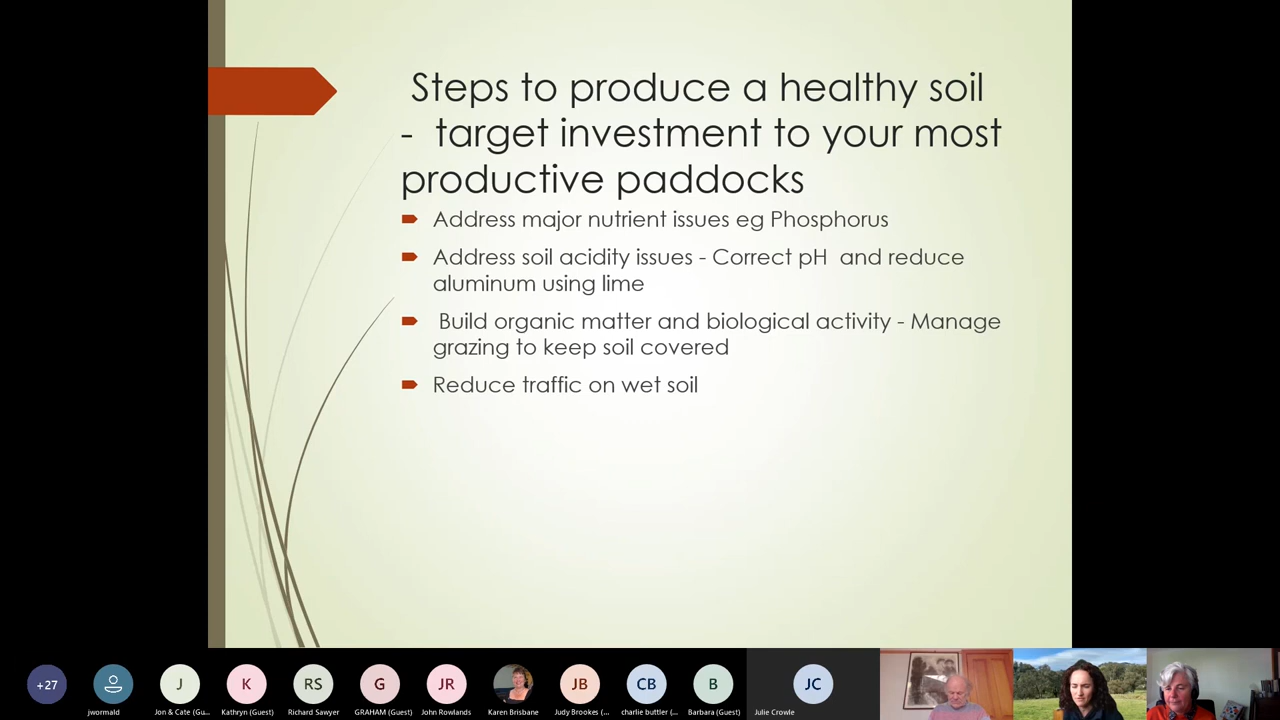 Steps to produce a healthy soil
- target investment to your most
productive paddocks
Address major nutrient issues eg Phosphorus
Address soil acidity issues - Correct pH and reduce
aluminum using lime
Build organic matter and biological activity - Manage
grazing to keep soil covered
Reduce traffic on wet soil
+27
J
K
RS
G
JR
JB
CB
B
JC
jwormald
Jon & Cate (Gu...
Kathryn (Guest)
Richard Sawyer
GRAHAM (Guest)
John Rowlands
Karen Brisbane
Judy Brookes (...
charlie buttler (...
Barbara (Guest)
Julie Crowle